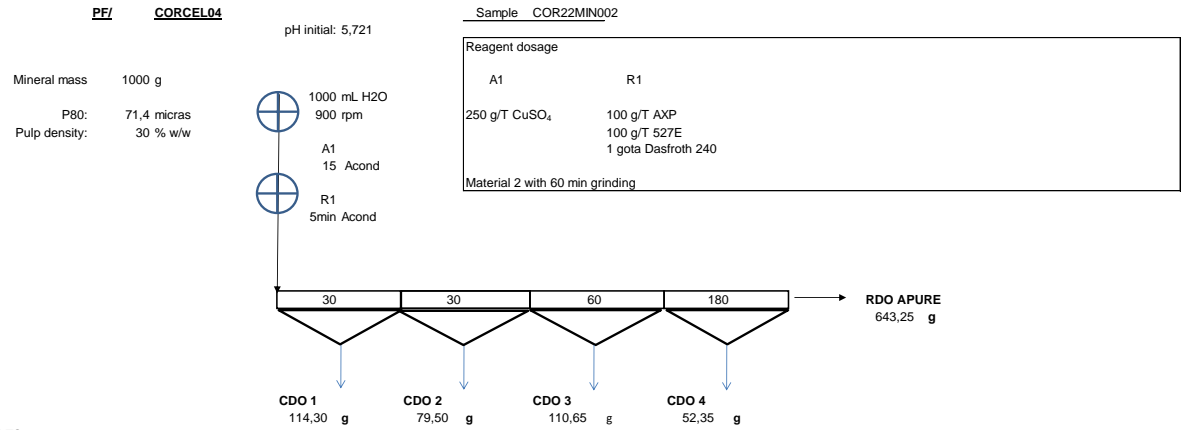 PF/ CORCEL04
Sample COR22MIN002
pH initial: 5,721
Reagent dosage
Mineral mass 1000 g
A1 R1
1000 mL H2O
P80: 71,4 micras
900 rpm
250 g/T CuSO₄ 100 g/T AXP
Pulp density: 30 % w/w
100 g/T 527E
A1
1 gota Dasfroth 240
15 Acond
Material 2 with 60 min grinding
R1
5min Acond
30 30 60 180
RDO APURE
643,25 g
CDO 1 CDO 2 CDO 3 CDO 4
114,30 g 79,50 g 110,65 g 52,35 g